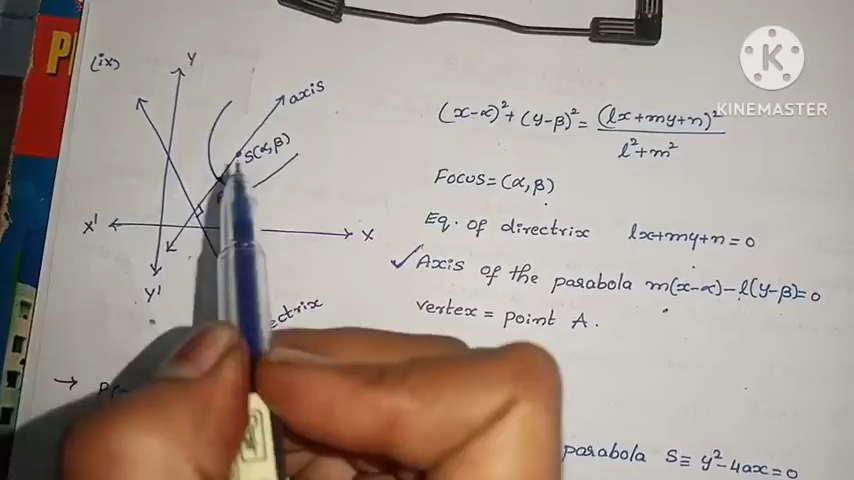 (ix)
Y
axis
S(α,β)
X' X
Y'
(x-α)²+(y-β)² = (lx+my+n)² / l²+m²
Focus=(α,β)
Eq. of directrix lx+my+n=0
✓Axis of the parabola m(x-α)-l(y-β)=0
vertex = point A.
→
parabola S≡ y²-4ax=0
K
KINEMASTER